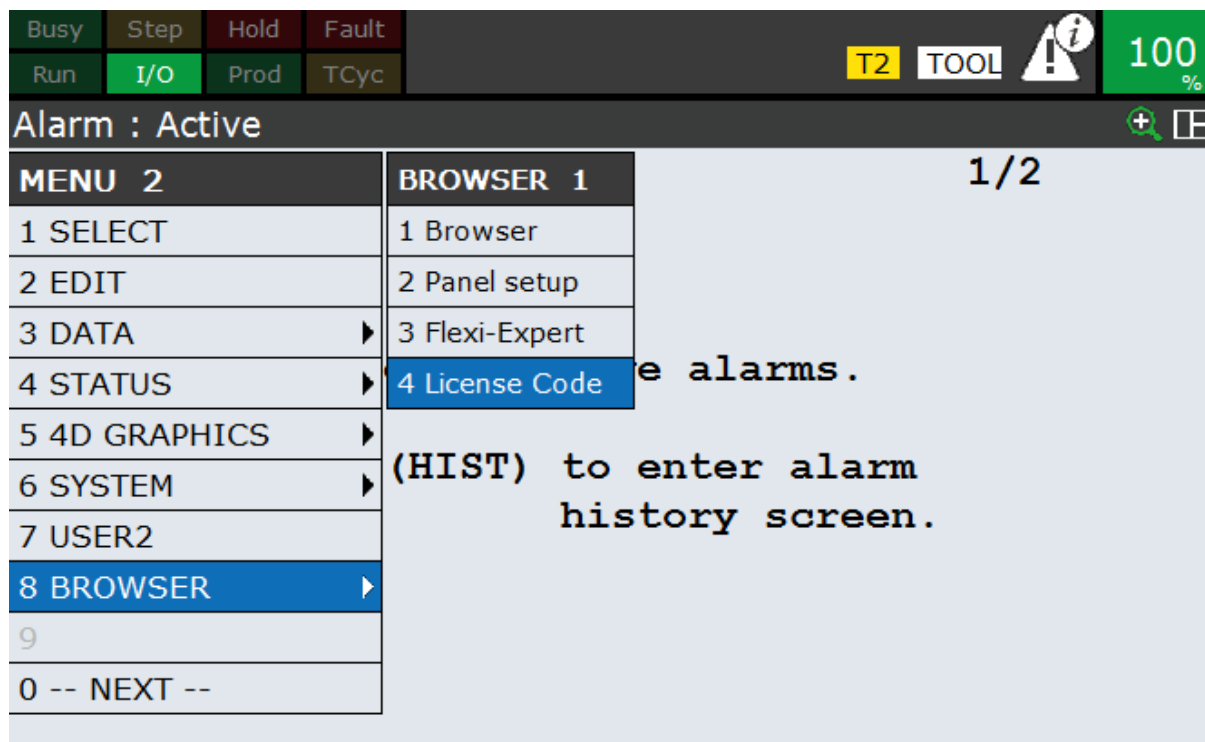 Busy Step Hold Fault
Run I/O Prod TCyc
T2 TOOL
100
%
Alarm : Active
MENU 2
1 SELECT
2 EDIT
3 DATA
4 STATUS
5 4D GRAPHICS
6 SYSTEM
7 USER2
8 BROWSER
9
0 -- NEXT --
BROWSER 1
1 Browser
2 Panel setup
3 Flexi-Expert
4 License Code
1/2
alarms.
(HIST) to enter alarm
history screen.